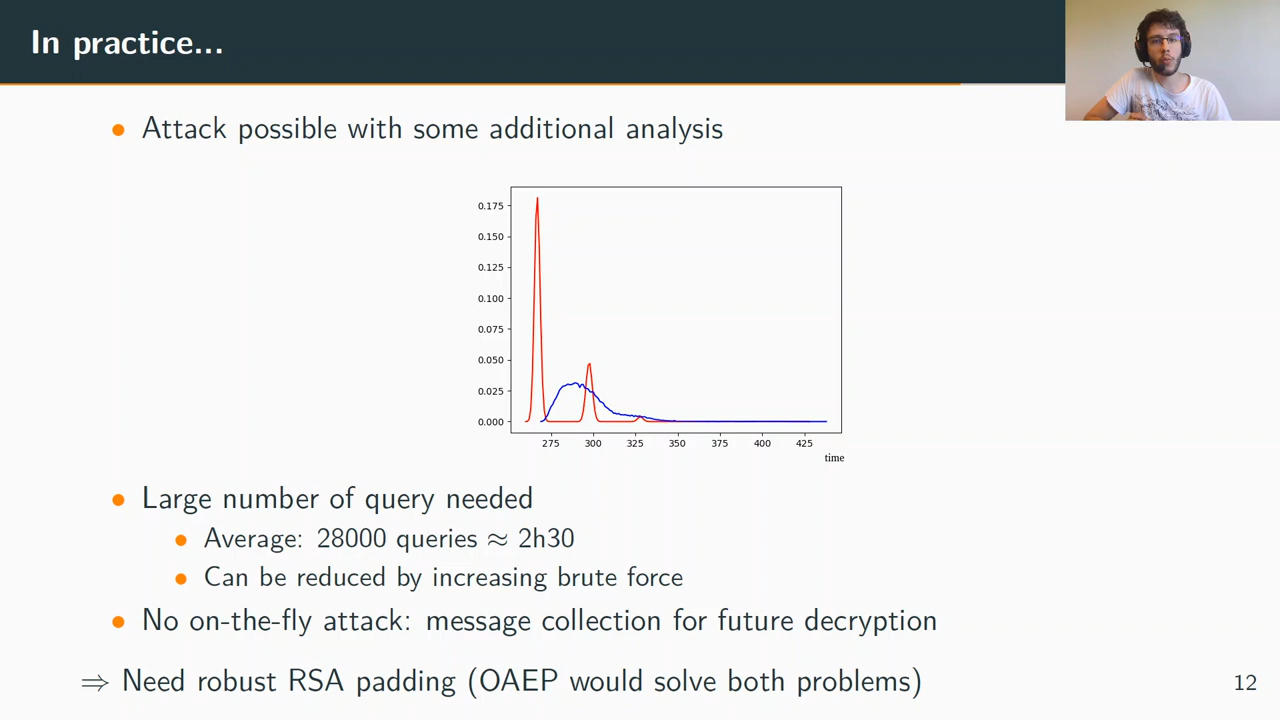 In practice...
Attack possible with some additional analysis
0.175
0.150
0.125
0.100
0.075
0.050
0.025
0.000
275 300 325 350 375 400 425
time
Large number of query needed
Average: 28000 queries ≈ 2h30
Can be reduced by increasing brute force
No on-the-fly attack: message collection for future decryption
⇒ Need robust RSA padding (OAEP would solve both problems)
12